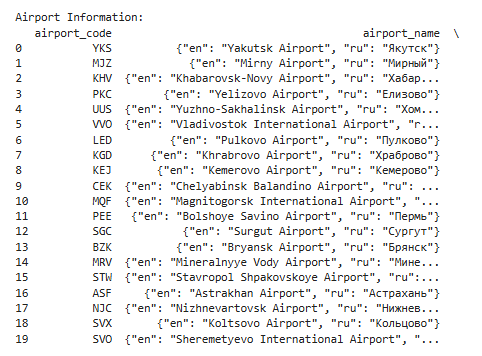 Airport Information:
airport_code airport_name \
0 YKS {"en": "Yakutsk Airport", "ru": "Якутск"}
1 MJZ {"en": "Mirny Airport", "ru": "Мирный"}
2 KHV {"en": "Khabarovsk-Novy Airport", "ru": "Хабар...
3 PKC {"en": "Yelizovo Airport", "ru": "Елизово"}
4 UUS {"en": "Yuzhno-Sakhalinsk Airport", "ru": "Хом...
5 VVO {"en": "Vladivostok International Airport", "r...
6 LED {"en": "Pulkovo Airport", "ru": "Пулково"}
7 KGD {"en": "Khrabrovo Airport", "ru": "Храброво"}
8 KEJ {"en": "Kemerovo Airport", "ru": "Кемерово"}
9 CEK {"en": "Chelyabinsk Balandino Airport", "ru": ...
10 MQF {"en": "Magnitogorsk International Airport", "...
11 PEE {"en": "Bolshoye Savino Airport", "ru": "Пермь"}
12 SGC {"en": "Surgut Airport", "ru": "Сургут"}
13 BZK {"en": "Bryansk Airport", "ru": "Брянск"}
14 MRV {"en": "Mineralnyye Vody Airport", "ru": "Мине...
15 STW {"en": "Stavropol Shpakovskoye Airport", "ru":...
16 ASF {"en": "Astrakhan Airport", "ru": "Астрахань"}
17 NJC {"en": "Nizhnevartovsk Airport", "ru": "Нижнев...
18 SVX {"en": "Koltsovo Airport", "ru": "Кольцово"}
19 SVO {"en": "Sheremetyevo International Airport", "...